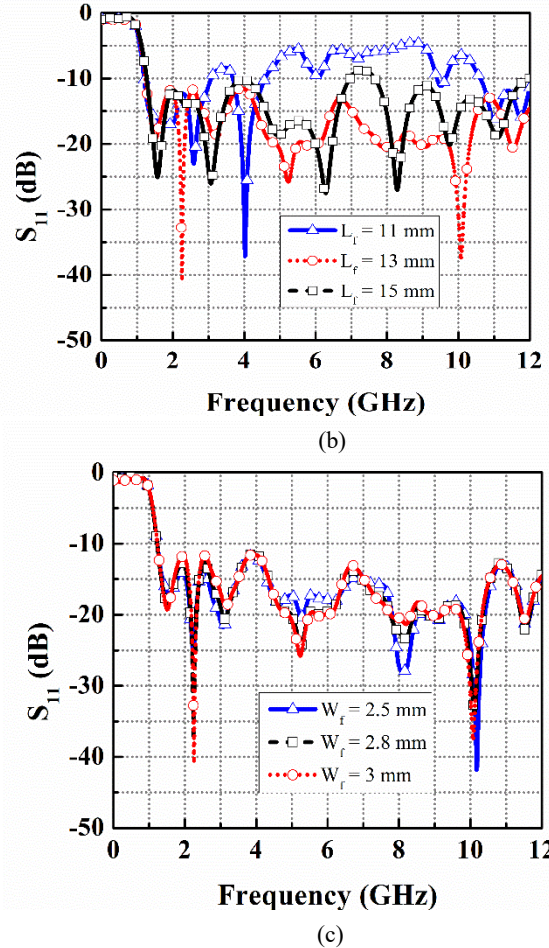 0
-10
-20
-30
-40
-50
S11 (dB)
Lf = 11 mm
Lf = 13 mm
Lf = 15 mm
0 2 4 6 8 10 12
Frequency (GHz)
(b)
0
-10
-20
-30
-40
-50
S11 (dB)
Wf = 2.5 mm
Wf = 2.8 mm
Wf = 3 mm
0 2 4 6 8 10 12
Frequency (GHz)
(c)